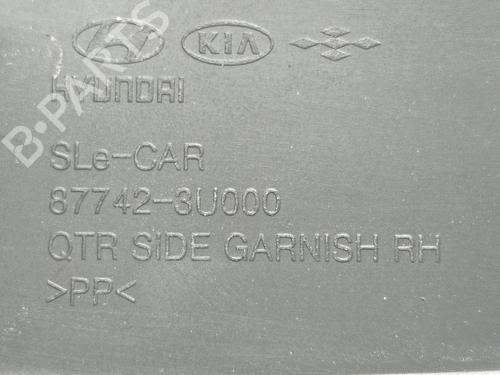 KIA
HYUNDAI
SLe-CAR
87742-3U000
QTR SIDE GARNISH RH
>PP<
B-PARTS